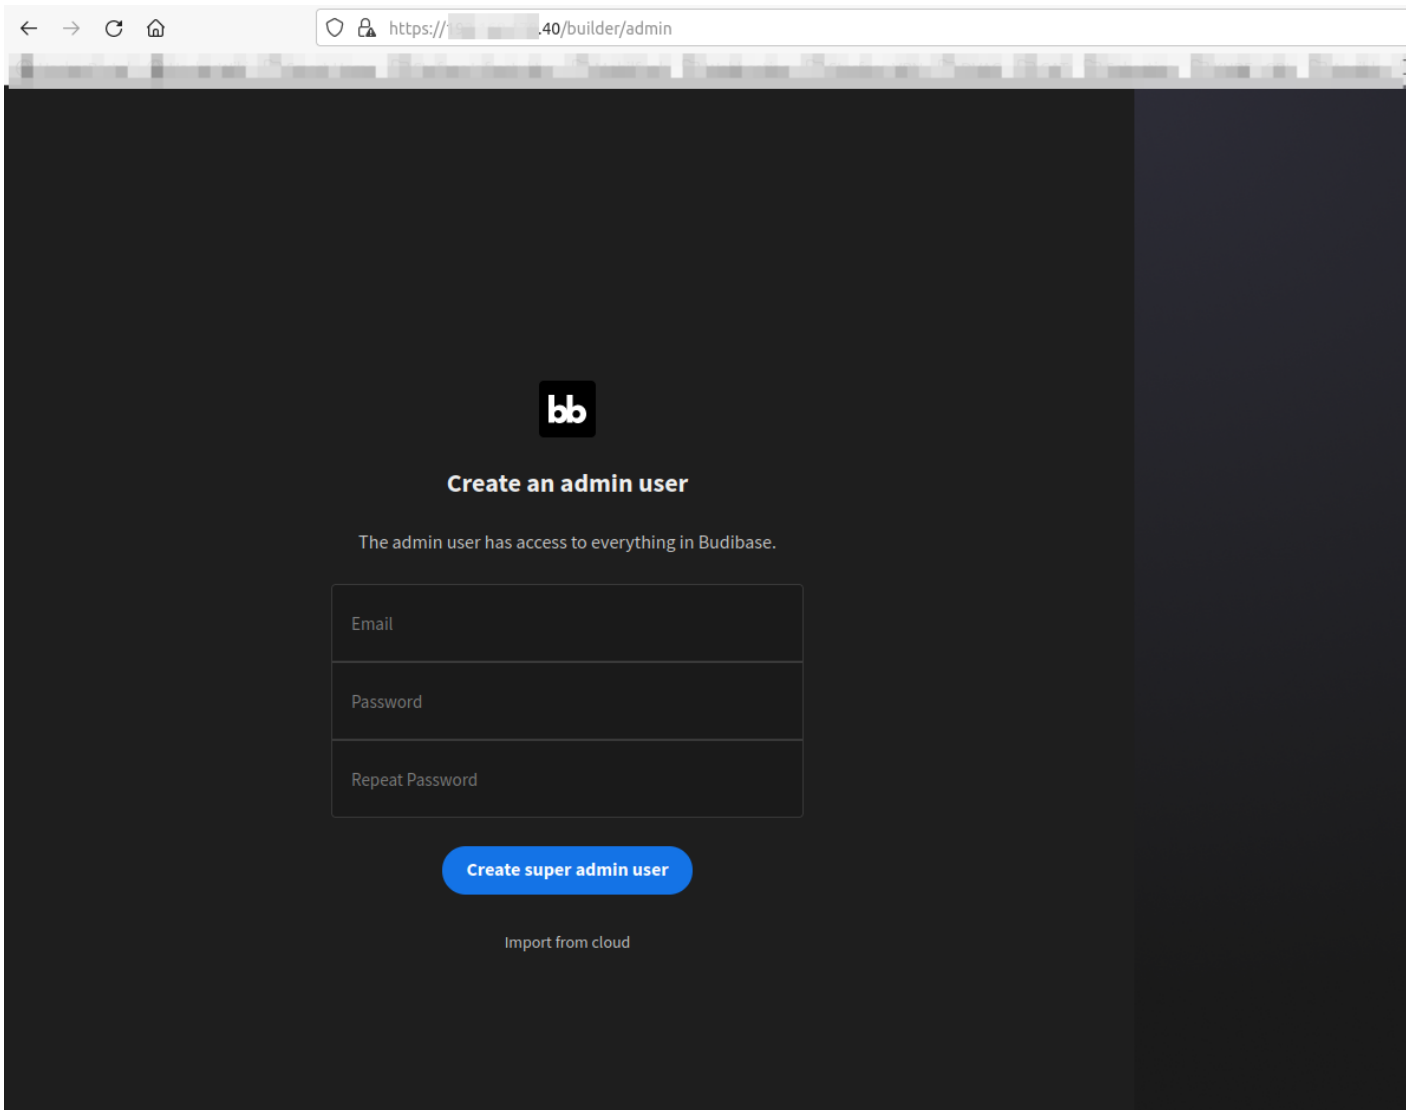 https://
.40/builder/admin
bb
Create an admin user
The admin user has access to everything in Budibase.
Email
Password
Repeat Password
Create super admin user
Import from cloud